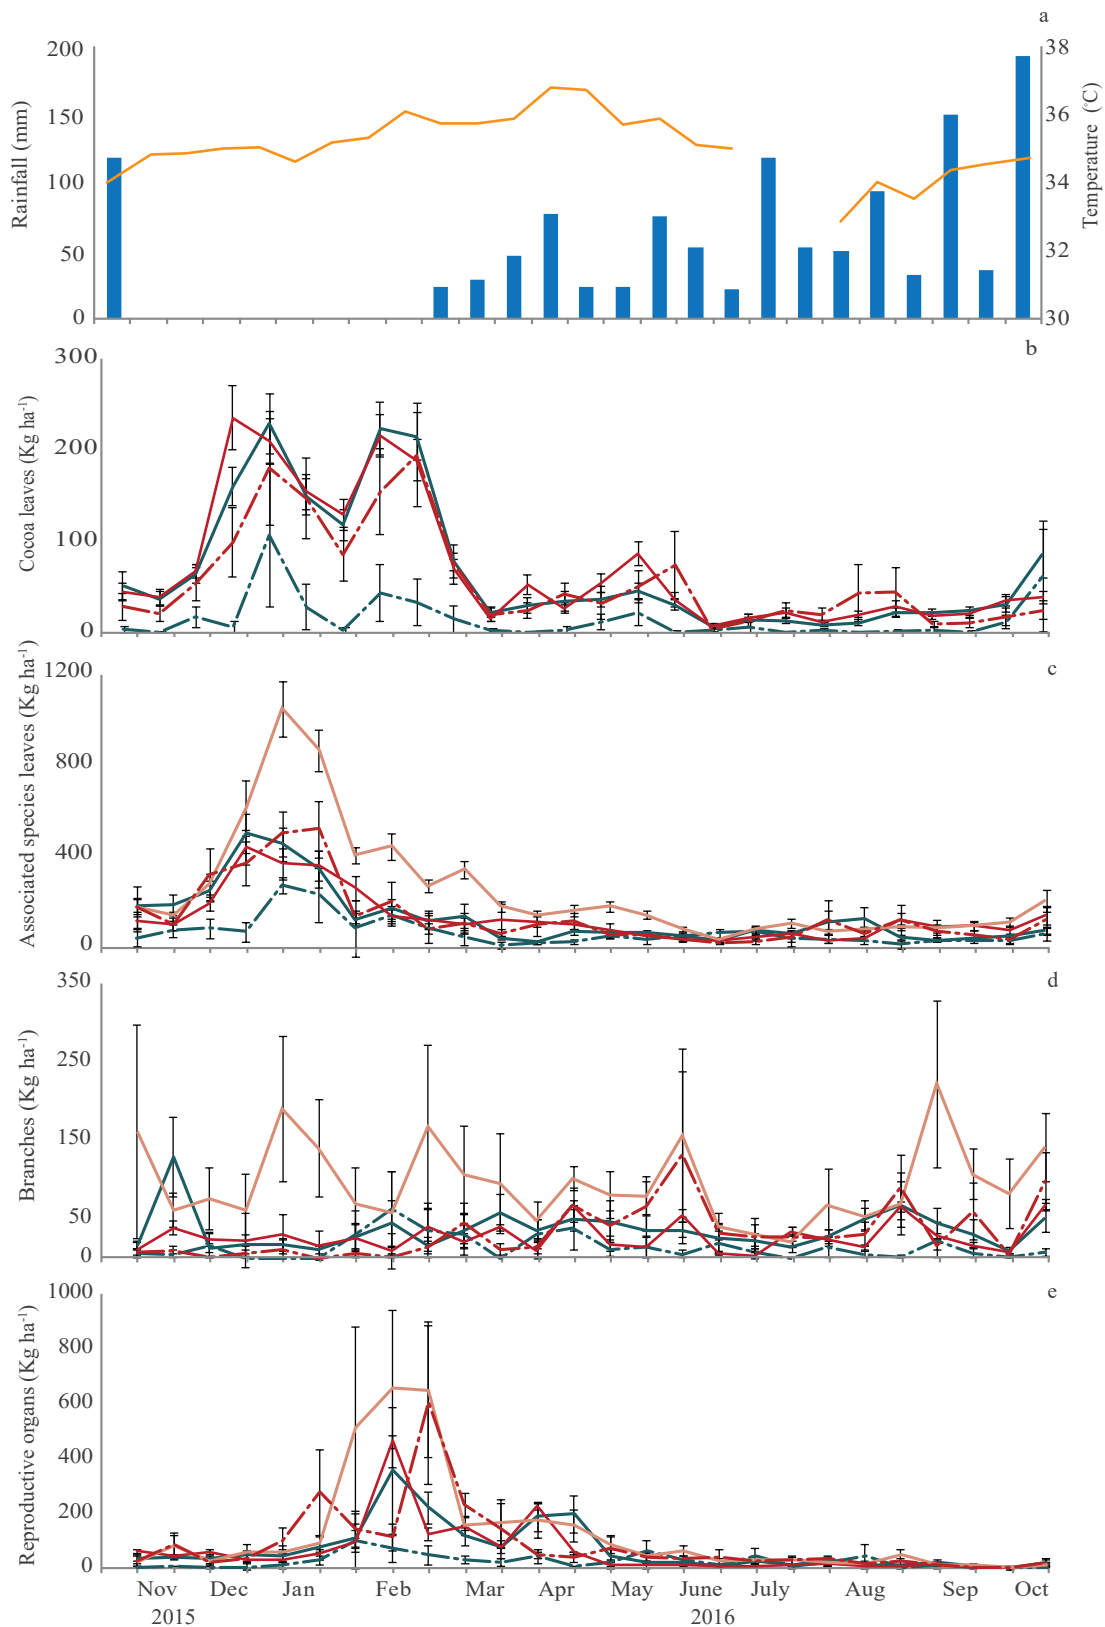 a
200
150
100
50
0
Rainfall (mm)
38
36
34
32
30
Temperature (°C)
b
300
200
100
0
Cocoa leaves (Kg ha-1)
c
1200
800
400
0
Associated species leaves (Kg ha-1)
d
350
250
150
50
0
Branches (Kg ha-1)
e
1000
800
600
400
200
0
Reproductive organs (Kg ha-1)
Nov Dec Jan Feb Mar Apr May June July Aug Sep Oct
2015 2016